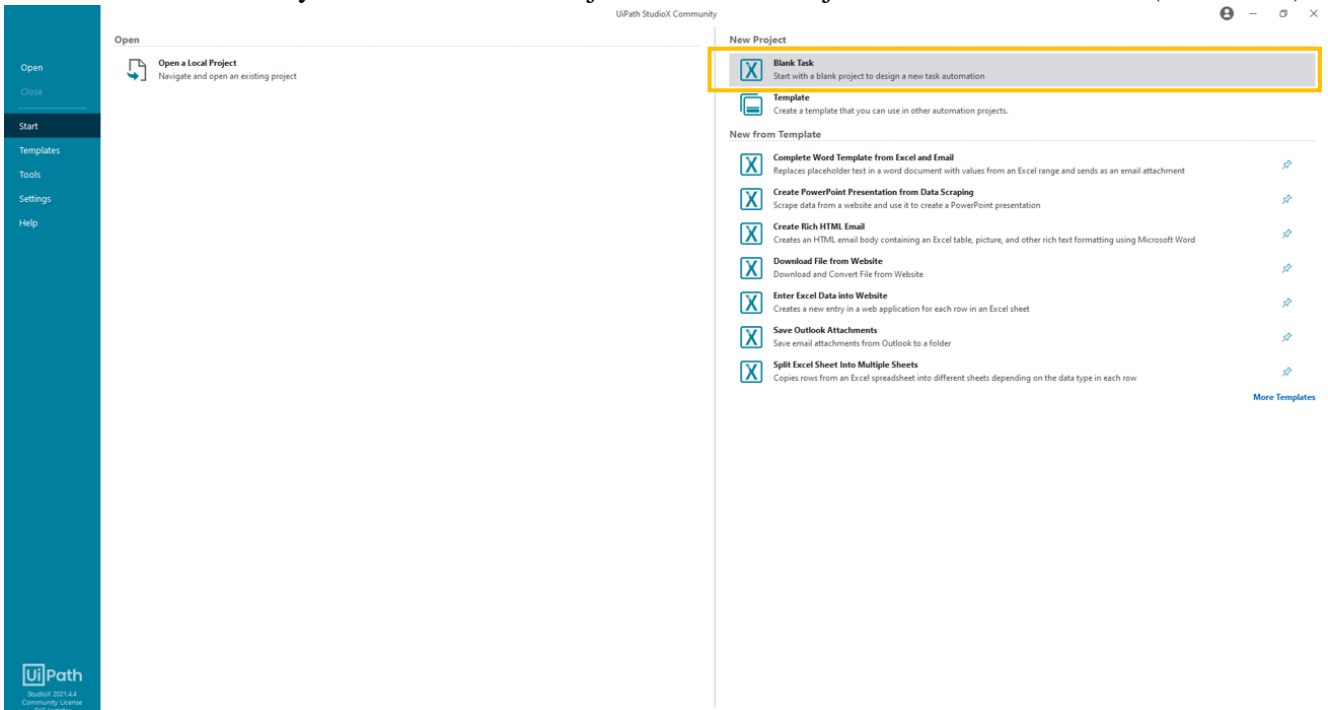 UiPath StudioX Community
Open
Close
Start
Templates
Tools
Settings
Help
Open
Open a Local Project
Navigate and open an existing project
New Project
Blank Task
Start with a blank project to design a new task automation
Template
Create a template that you can use in other automation projects.
New from Template
Complete Word Template from Excel and Email
Replaces placeholder text in a word document with values from an Excel range and sends as an email attachment
Create PowerPoint Presentation from Data Scraping
Scrape data from a website and use it to create a PowerPoint presentation
Create Rich HTML Email
Creates an HTML email body containing an Excel table, picture, and other rich text formatting using Microsoft Word
Download File from Website
Download and Convert File from Website
Enter Excel Data into Website
Creates a new entry in a web application for each row in an Excel sheet
Save Outlook Attachments
Save email attachments from Outlook to a folder
Split Excel Sheet Into Multiple Sheets
Copies rows from an Excel spreadsheet into different sheets depending on the data type in each row
More Templates
UiPath
StudioX 2021.4.4
Community License